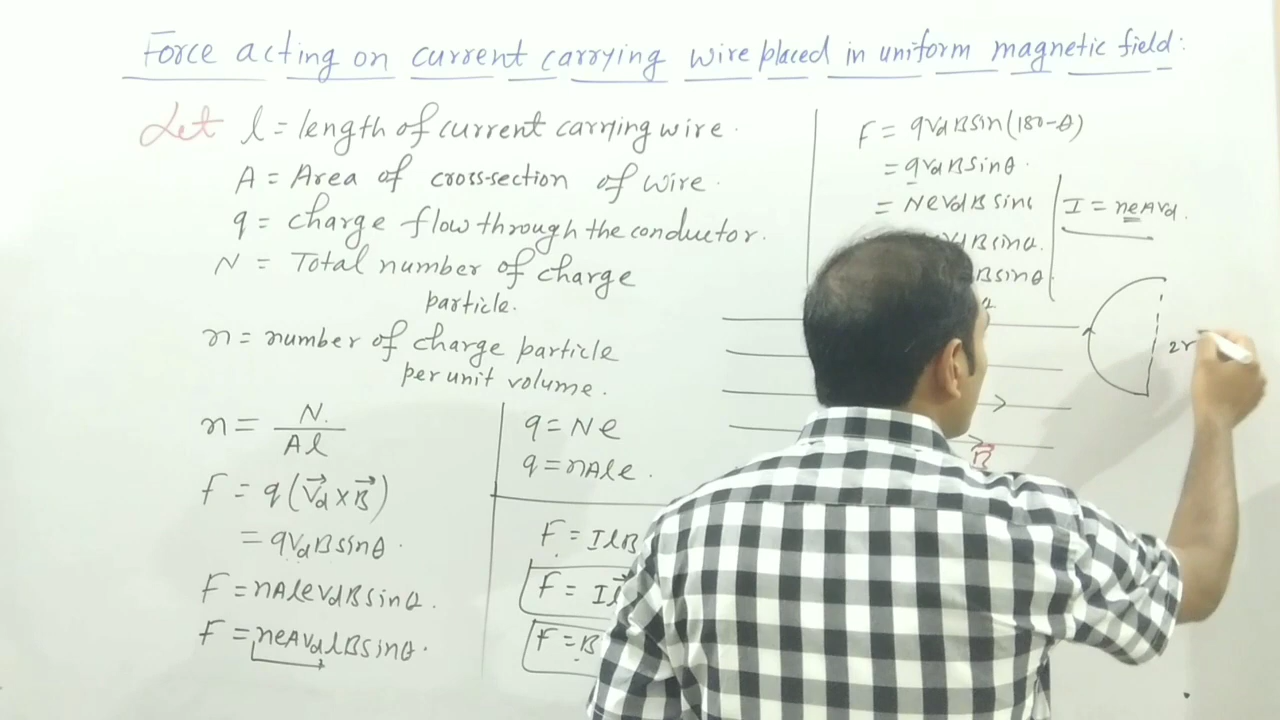 Force acting on current carrying wire placed in uniform magnetic field:
Let l = length of current carrying wire.
A = Area of cross-section of wire.
q = charge flow through the conductor.
N = Total number of charge
particle.
n = number of charge particle
per unit volume.
n = N / Al
F = q(V⃗d × B⃗)
= qVdBsinθ.
F = nAleVdBsinθ.
F = neAVdlBsinθ.
q = Ne
q = nAle.
F = IlB
F = Il
F = B
F = qVdBsin(180-θ)
= qVdBsinθ.
= NeVdBsinθ
VdBsinθ.
Bsinθ
I = neAVd.
2r
B⃗